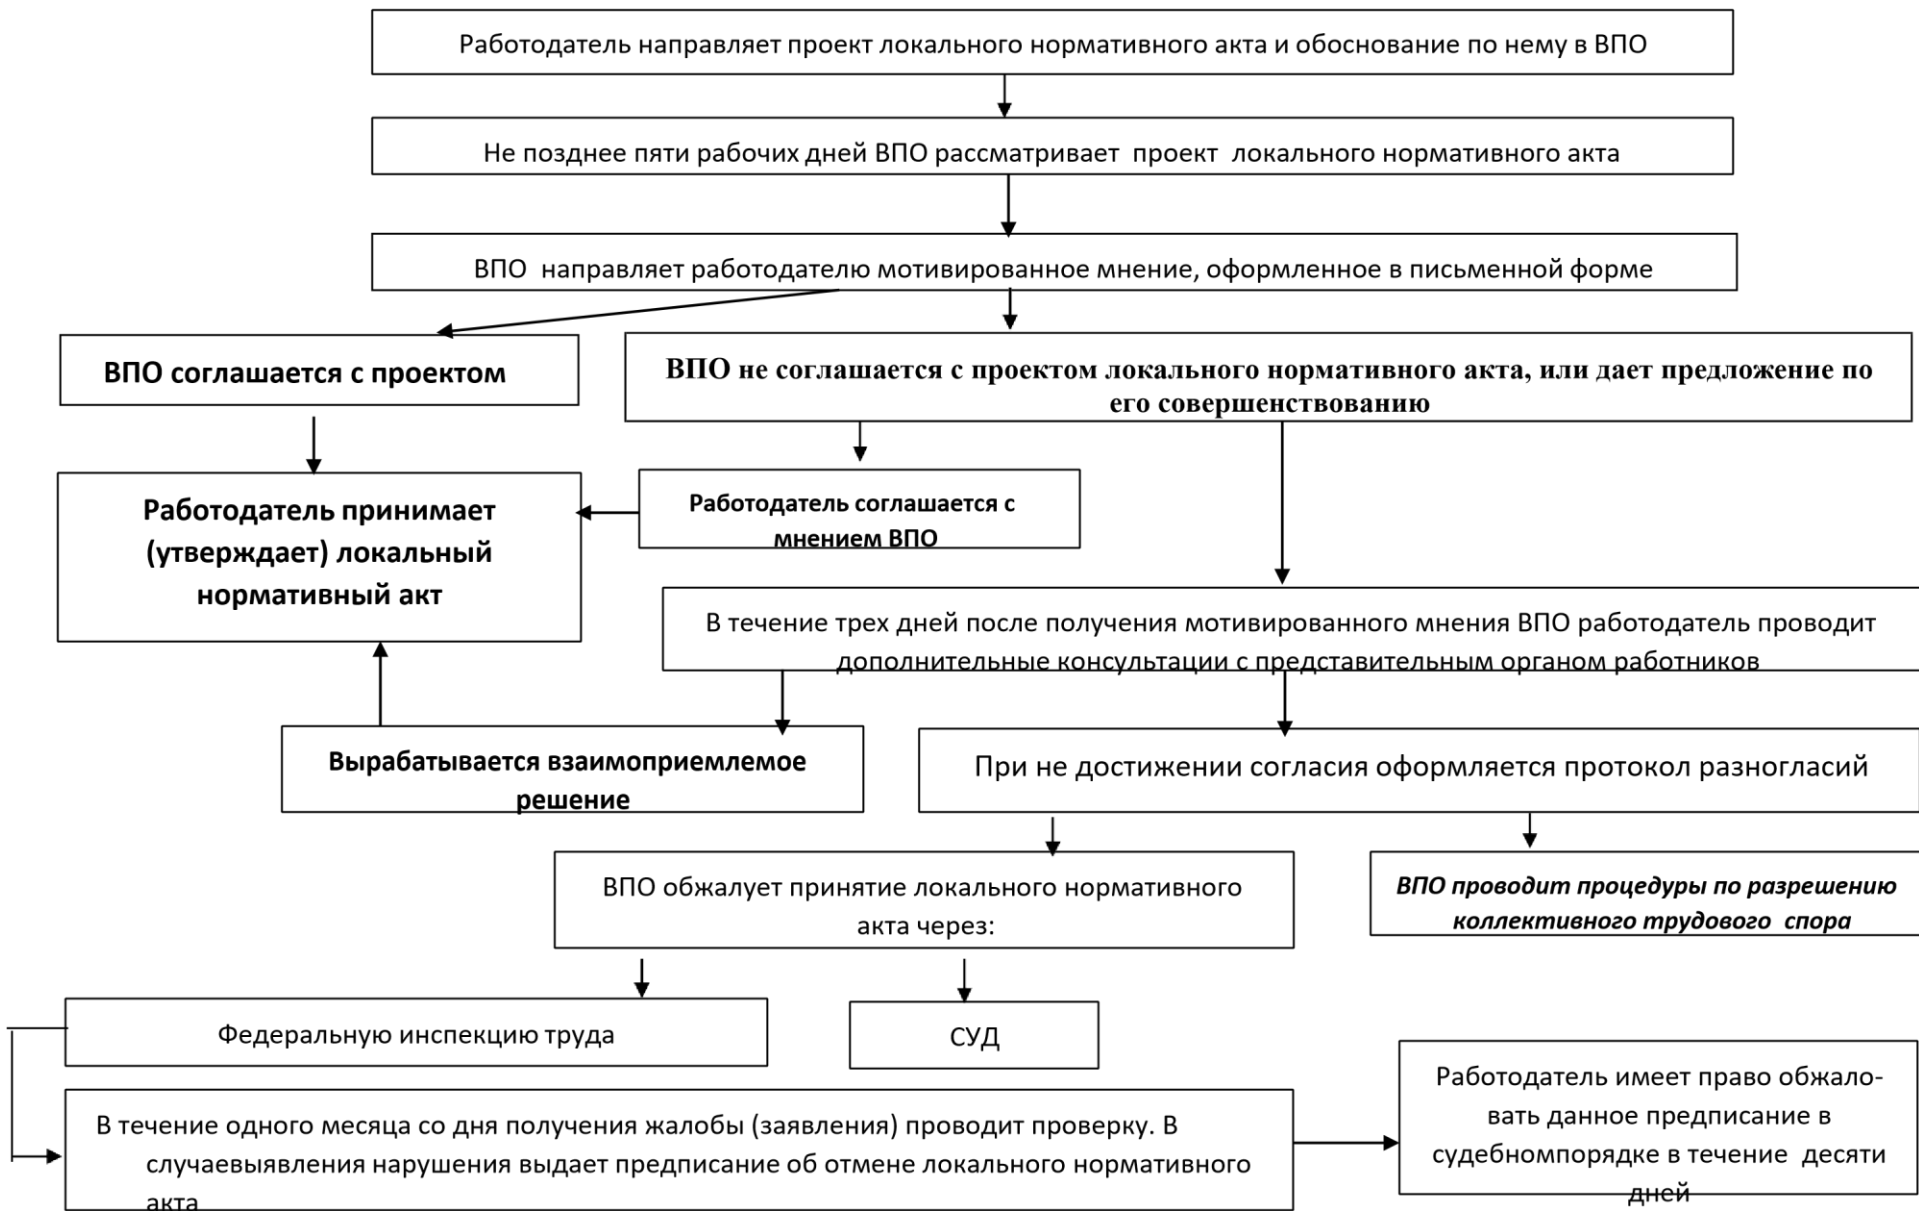 Работодатель направляет проект локального нормативного акта и обоснование по нему в ВПО
Не позднее пяти рабочих дней ВПО рассматривает проект локального нормативного акта
ВПО направляет работодателю мотивированное мнение, оформленное в письменной форме
ВПО соглашается с проектом
ВПО не соглашается с проектом локального нормативного акта, или дает предложение по
его совершенствованию
Работодатель принимает
(утверждает) локальный
нормативный акт
Работодатель соглашается с
мнением ВПО
В течение трех дней после получения мотивированного мнения ВПО работодатель проводит
дополнительные консультации с представительным органом работников
Вырабатывается взаимоприемлемое
решение
При не достижении согласия оформляется протокол разногласий
ВПО обжалует принятие локального нормативного
акта через:
ВПО проводит процедуры по разрешению
коллективного трудового спора
Федеральную инспекцию труда
СУД
В течение одного месяца со дня получения жалобы (заявления) проводит проверку. В
случаевыявления нарушения выдает предписание об отмене локального нормативного
акта
Работодатель имеет право обжало-
вать данное предписание в
судебномпорядке в течение десяти
дней